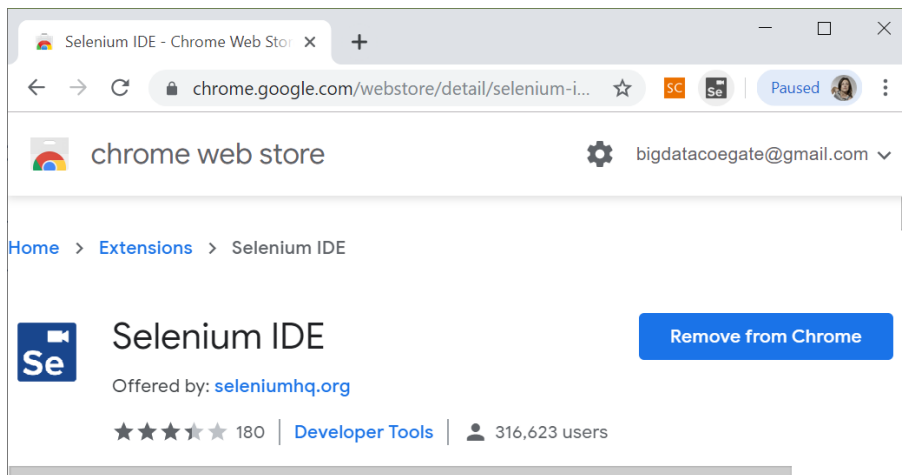 Selenium IDE - Chrome Web Stor
chrome.google.com/webstore/detail/selenium-i...
SC
Se
Paused
chrome web store
bigdatacoegate@gmail.com
Home > Extensions > Selenium IDE
Se
Selenium IDE
Remove from Chrome
Offered by: seleniumhq.org
180 | Developer Tools | 316,623 users